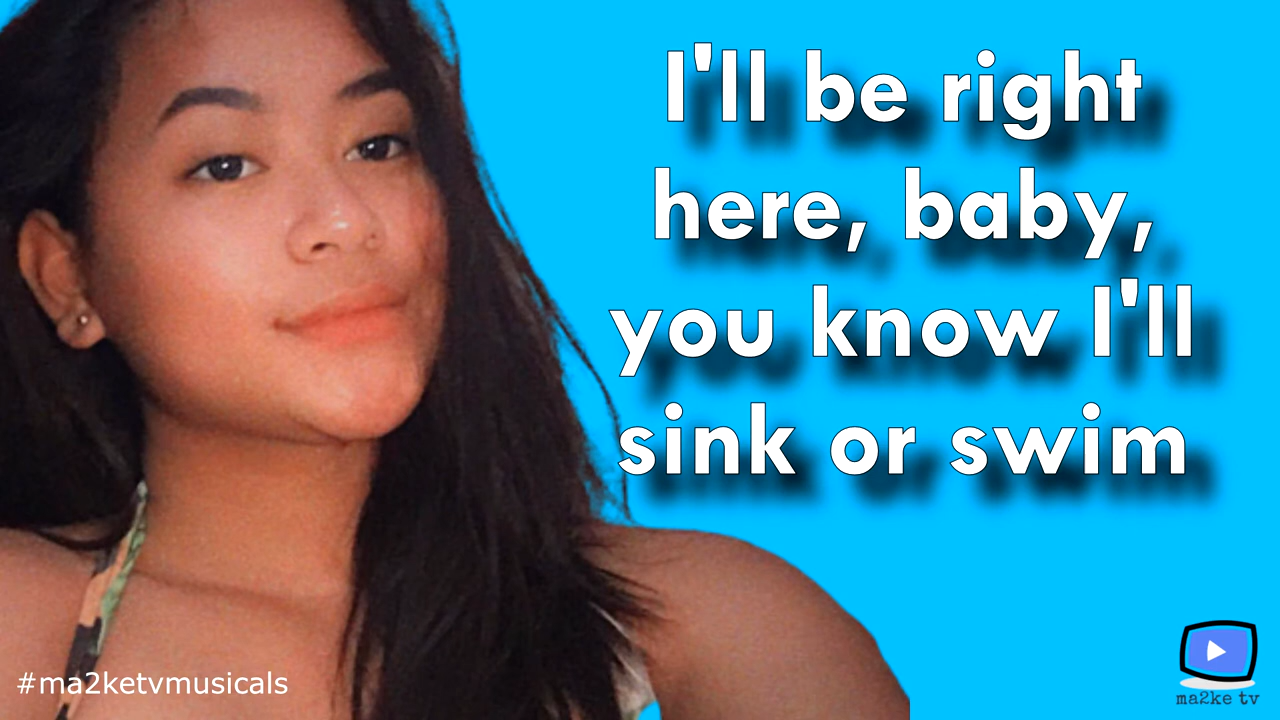 I'll be right
here, baby,
you know I'll
sink or swim
#ma2ketvmusicals
ma2ke tv